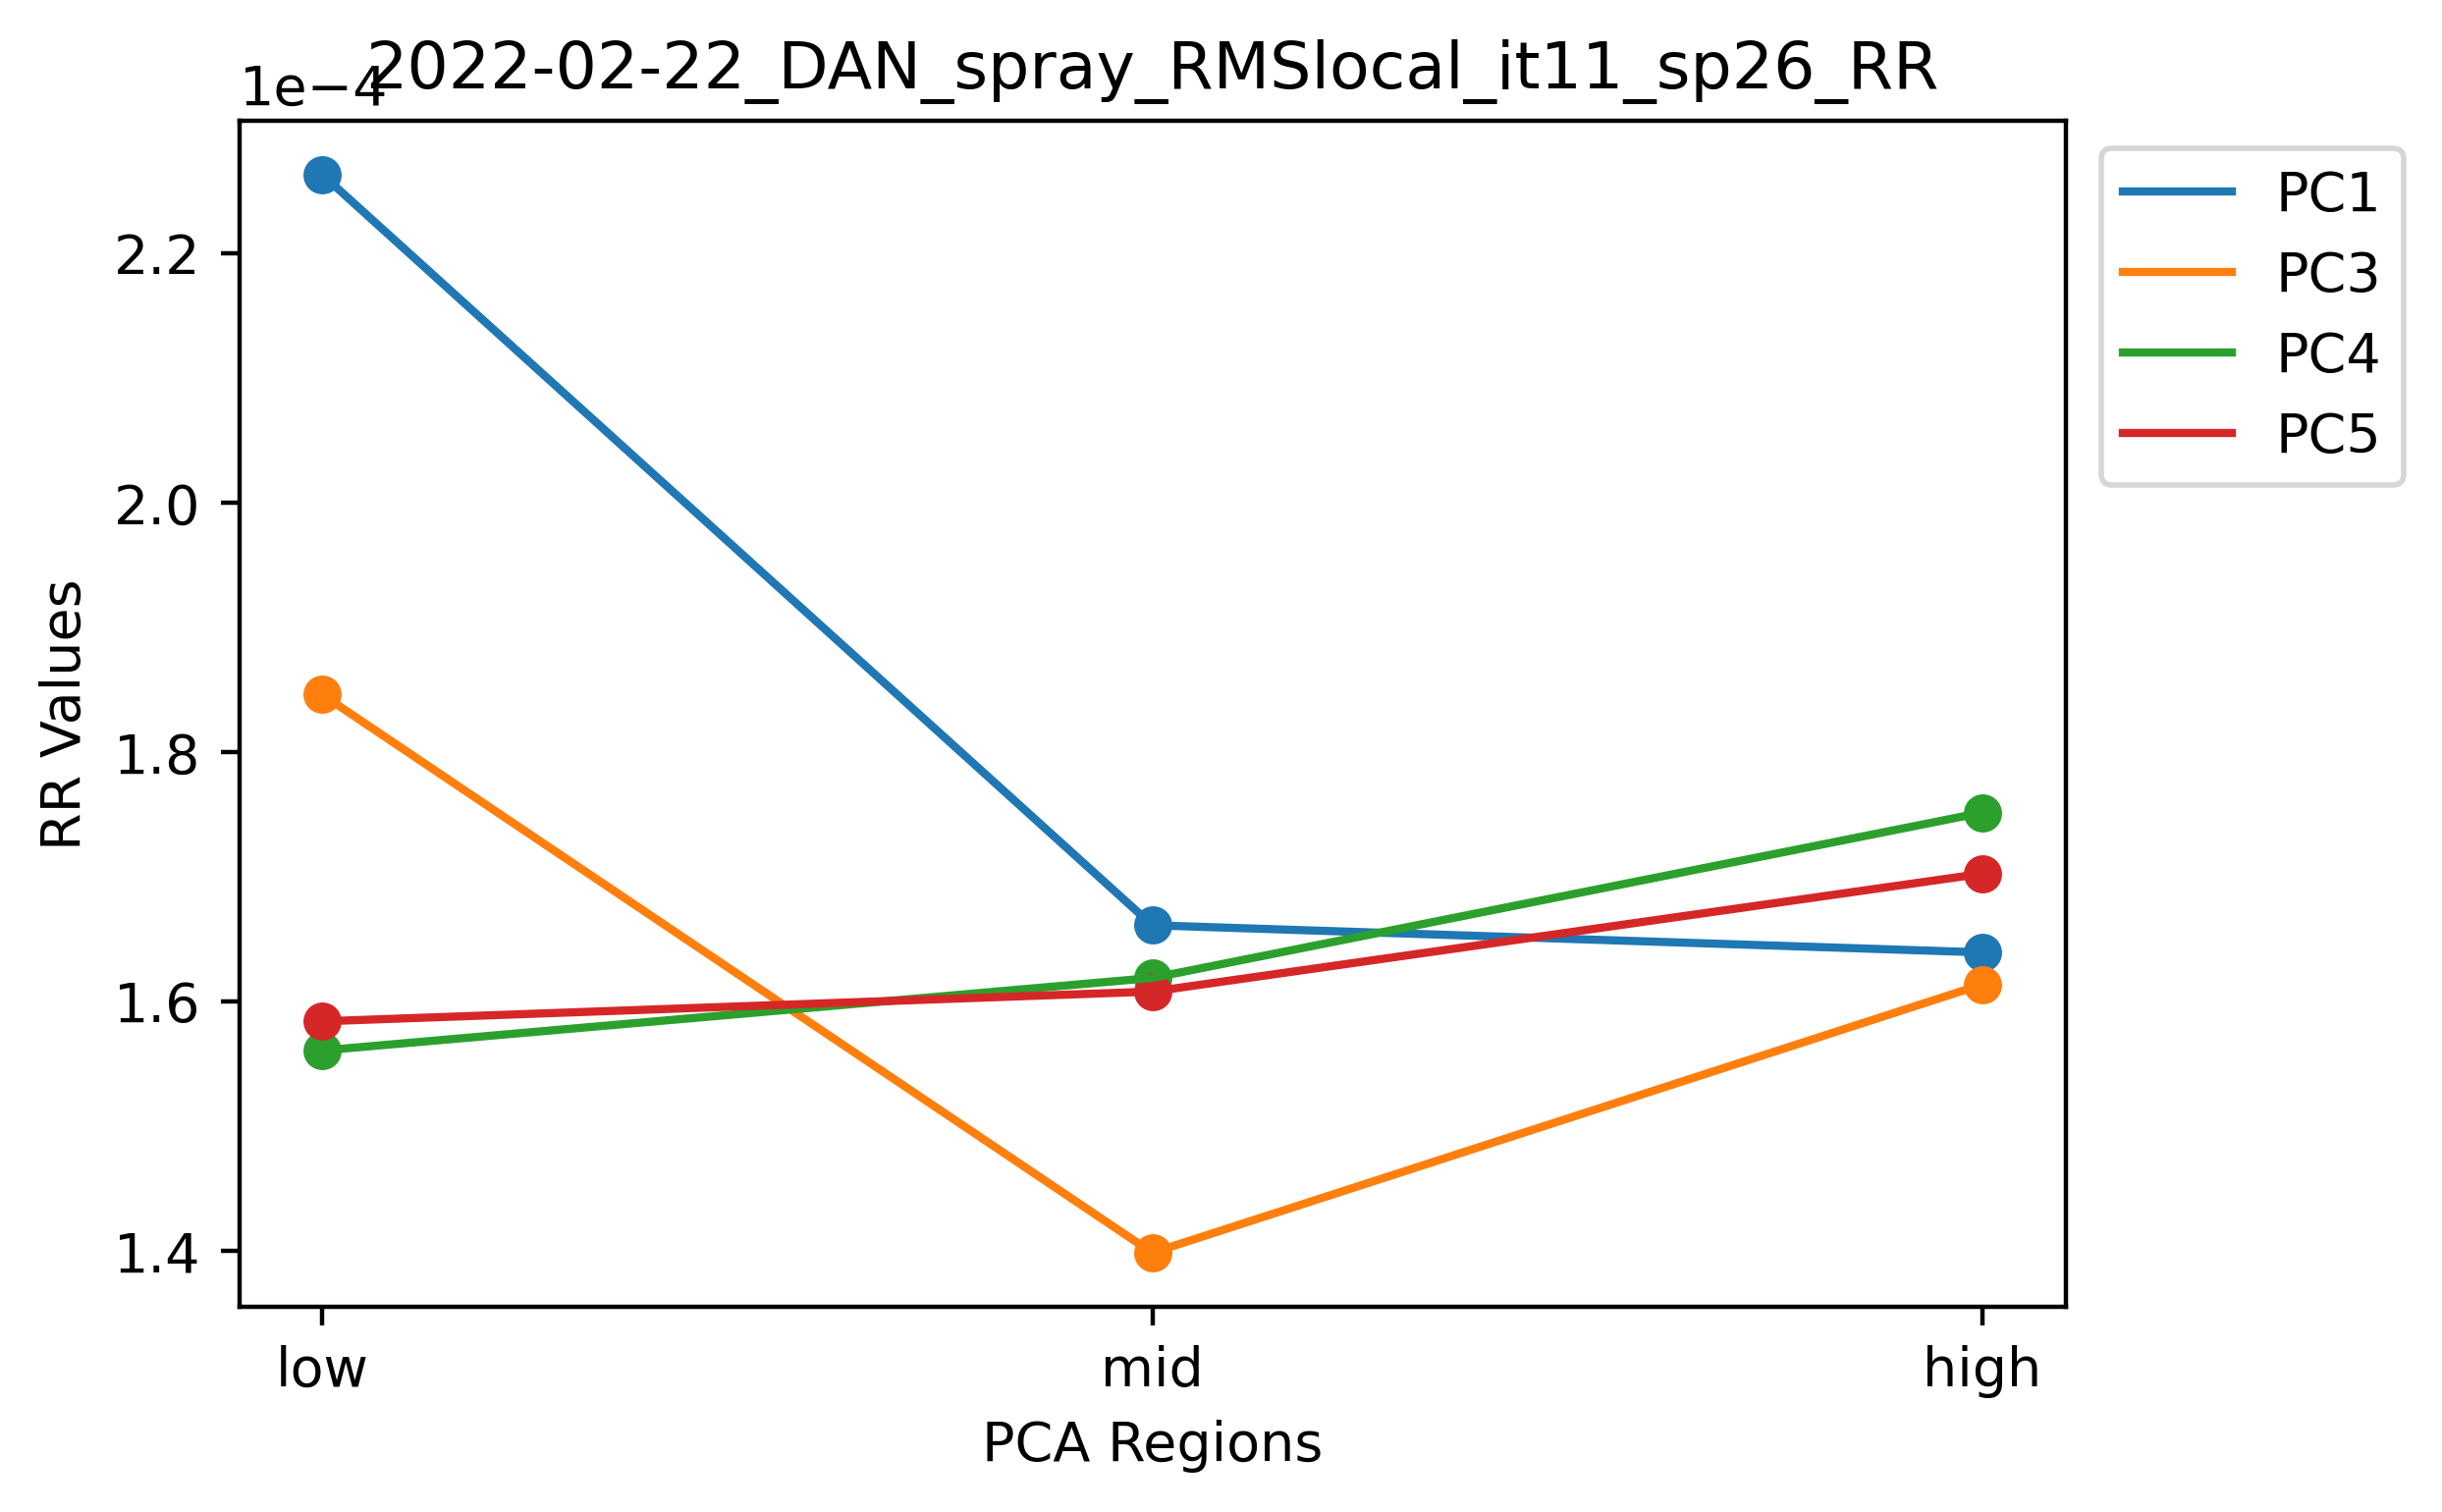 1e−4
2022-02-22_DAN_spray_RMSlocal_it11_sp26_RR
PC1
PC3
PC4
PC5
2.2
2.0
1.8
1.6
1.4
RR Values
low mid high
PCA Regions